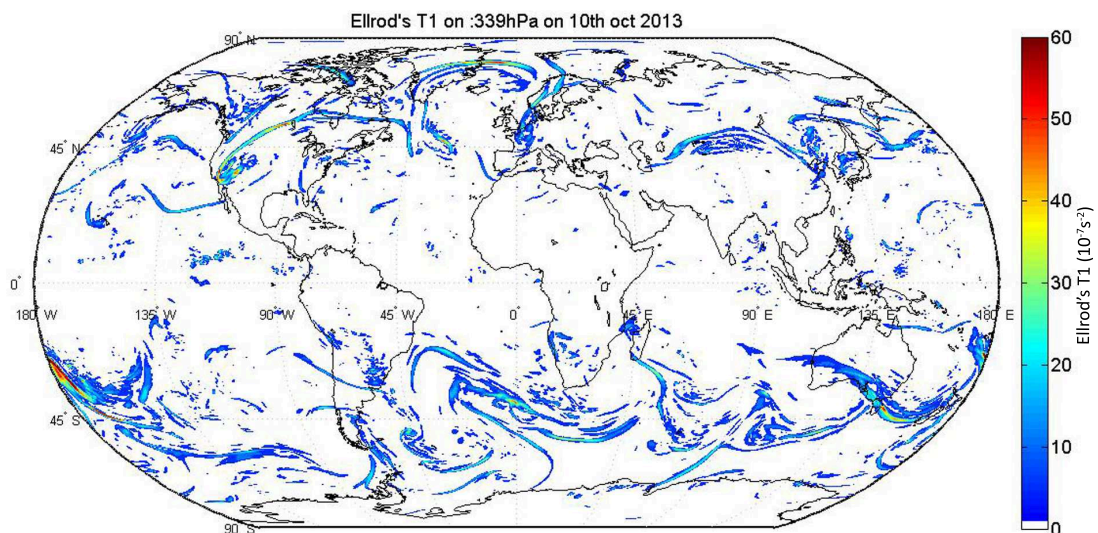 Ellrod's T1 on :339hPa on 10th oct 2013
90° N
45° N
0°
180° W
135° W
90° W
45° W
0°
45° E
90° E
135° E
180° E
45° S
90° S
60
50
40
30
20
10
0
Ellrod's T1 (10⁻⁷s⁻²)